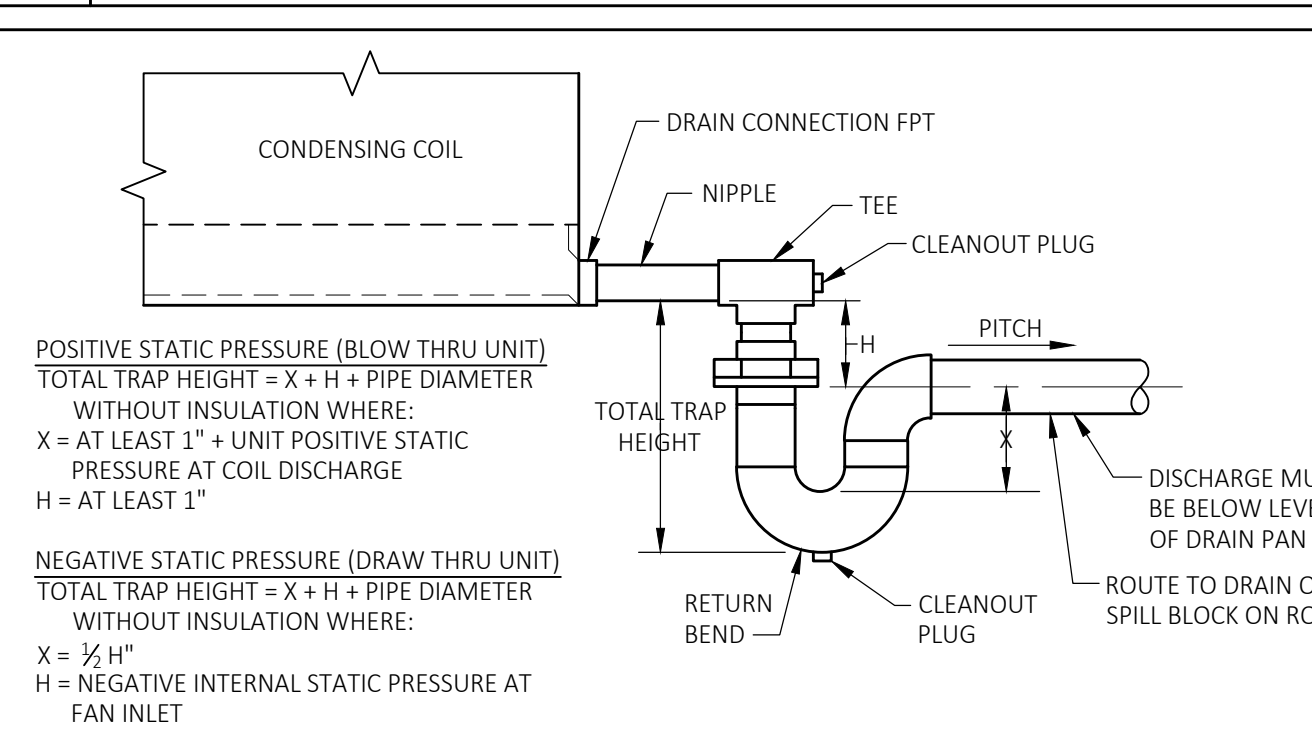 CONDENSING COIL
DRAIN CONNECTION FPT
NIPPLE
TEE
CLEANOUT PLUG
PITCH
H
TOTAL TRAP
HEIGHT
X
POSITIVE STATIC PRESSURE (BLOW THRU UNIT)
TOTAL TRAP HEIGHT = X + H + PIPE DIAMETER
WITHOUT INSULATION WHERE:
X = AT LEAST 1" + UNIT POSITIVE STATIC
PRESSURE AT COIL DISCHARGE
H = AT LEAST 1"
NEGATIVE STATIC PRESSURE (DRAW THRU UNIT)
TOTAL TRAP HEIGHT = X + H + PIPE DIAMETER
WITHOUT INSULATION WHERE:
X = ½ H"
H = NEGATIVE INTERNAL STATIC PRESSURE AT
FAN INLET
RETURN
BEND
CLEANOUT
PLUG
DISCHARGE
BE BELOW
OF DRAIN PAN
ROUTE TO DRAIN
SPILL BLOCK ON